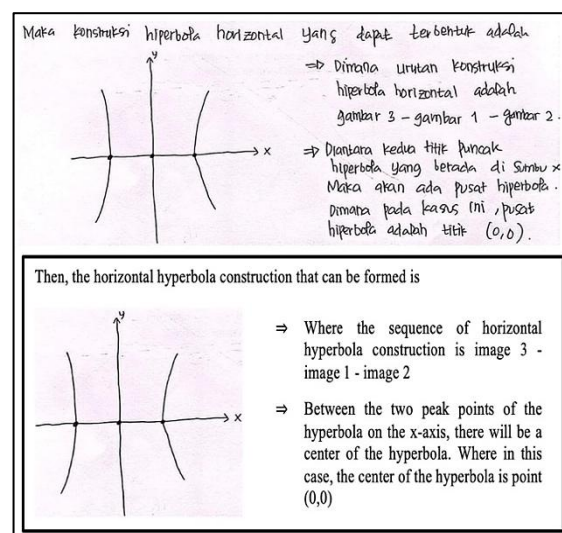 Maka konstruksi hiperbola horizontal yang dapat terbentuk adalah
y
x
⇒ Dimana urutan konstruksi
hiperbola horizontal adalah
gambar 3 - gambar 1 - gambar 2.
⇒ Diantara kedua titik puncak
hiperbola yang berada di sumbu x
Maka akan ada pusat hiperbola.
Dimana pada kasus ini, pusat
hiperbola adalah titik (0,0).
Then, the horizontal hyperbola construction that can be formed is
y
x
⇒ Where the sequence of horizontal
hyperbola construction is image 3 -
image 1 - image 2
⇒ Between the two peak points of the
hyperbola on the x-axis, there will be a
center of the hyperbola. Where in this
case, the center of the hyperbola is point
(0,0)